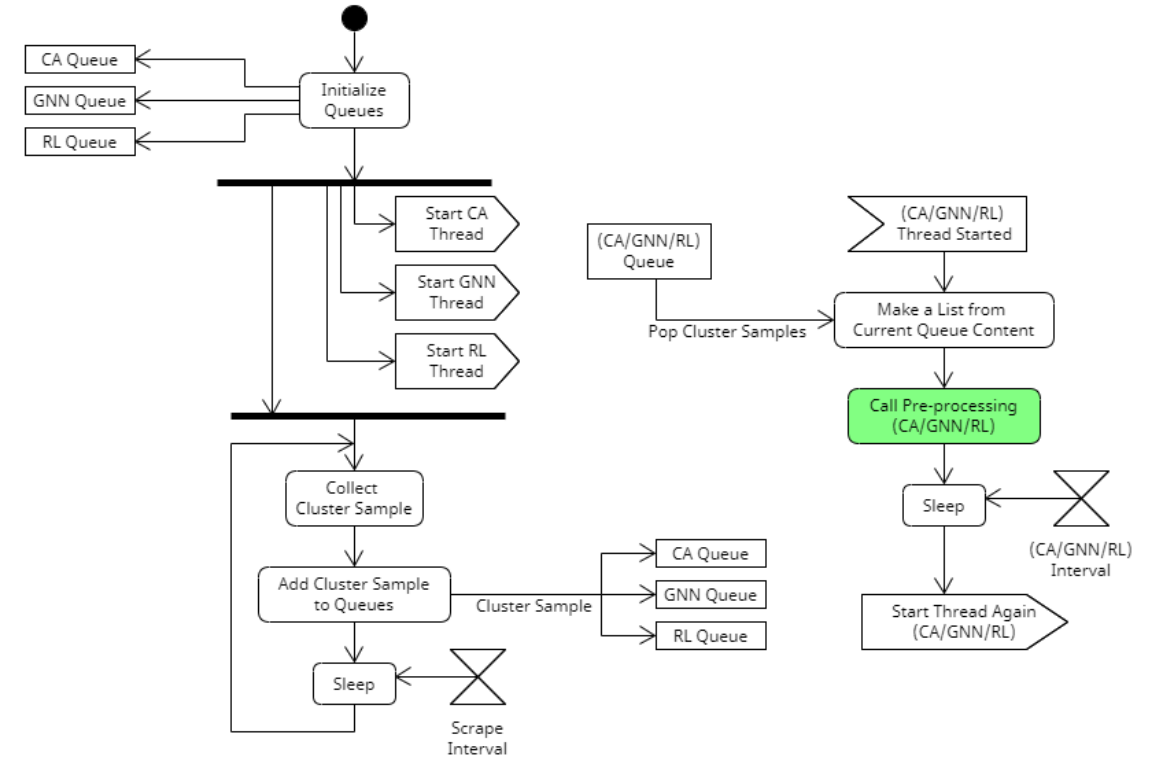 CA Queue
GNN Queue
RL Queue
Initialize
Queues
Start CA
Thread
Start GNN
Thread
Start RL
Thread
Collect
Cluster Sample
Add Cluster Sample
to Queues
Cluster Sample
CA Queue
GNN Queue
RL Queue
Sleep
Scrape
Interval
(CA/GNN/RL)
Queue
Pop Cluster Samples
(CA/GNN/RL)
Thread Started
Make a List from
Current Queue Content
Call Pre-processing
(CA/GNN/RL)
Sleep
(CA/GNN/RL)
Interval
Start Thread Again
(CA/GNN/RL)